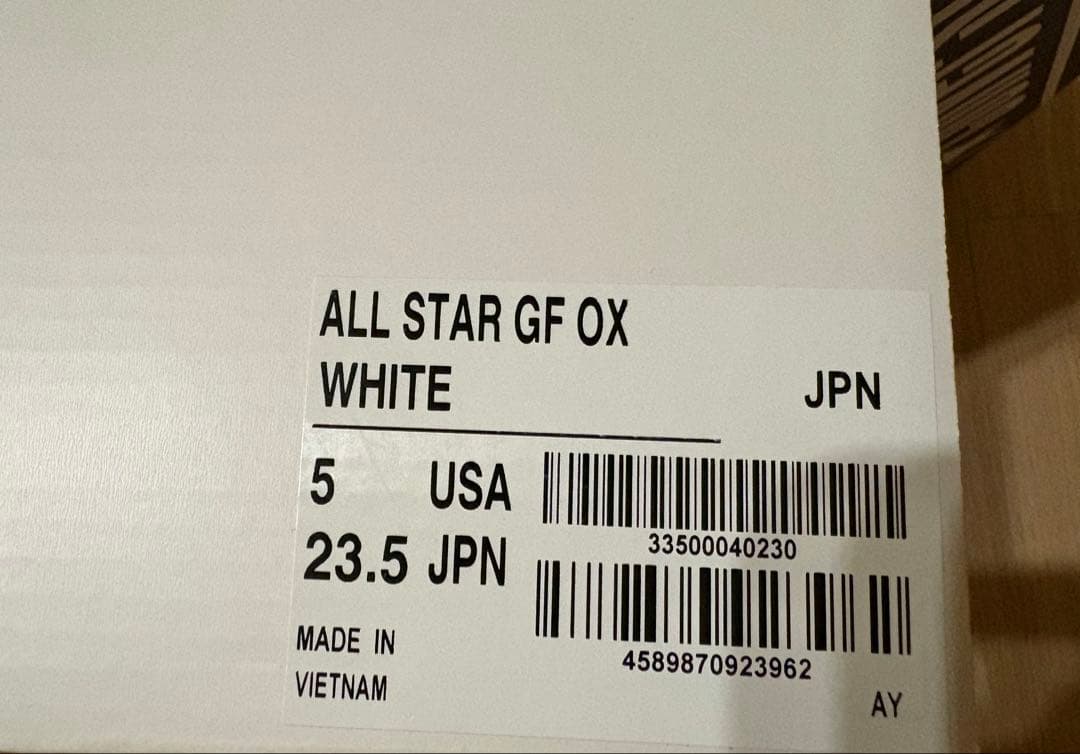 ALL STAR GF OX
WHITE
JPN
5 USA
33500040230
23.5 JPN
4589870923962
MADE IN
VIETNAM
AY